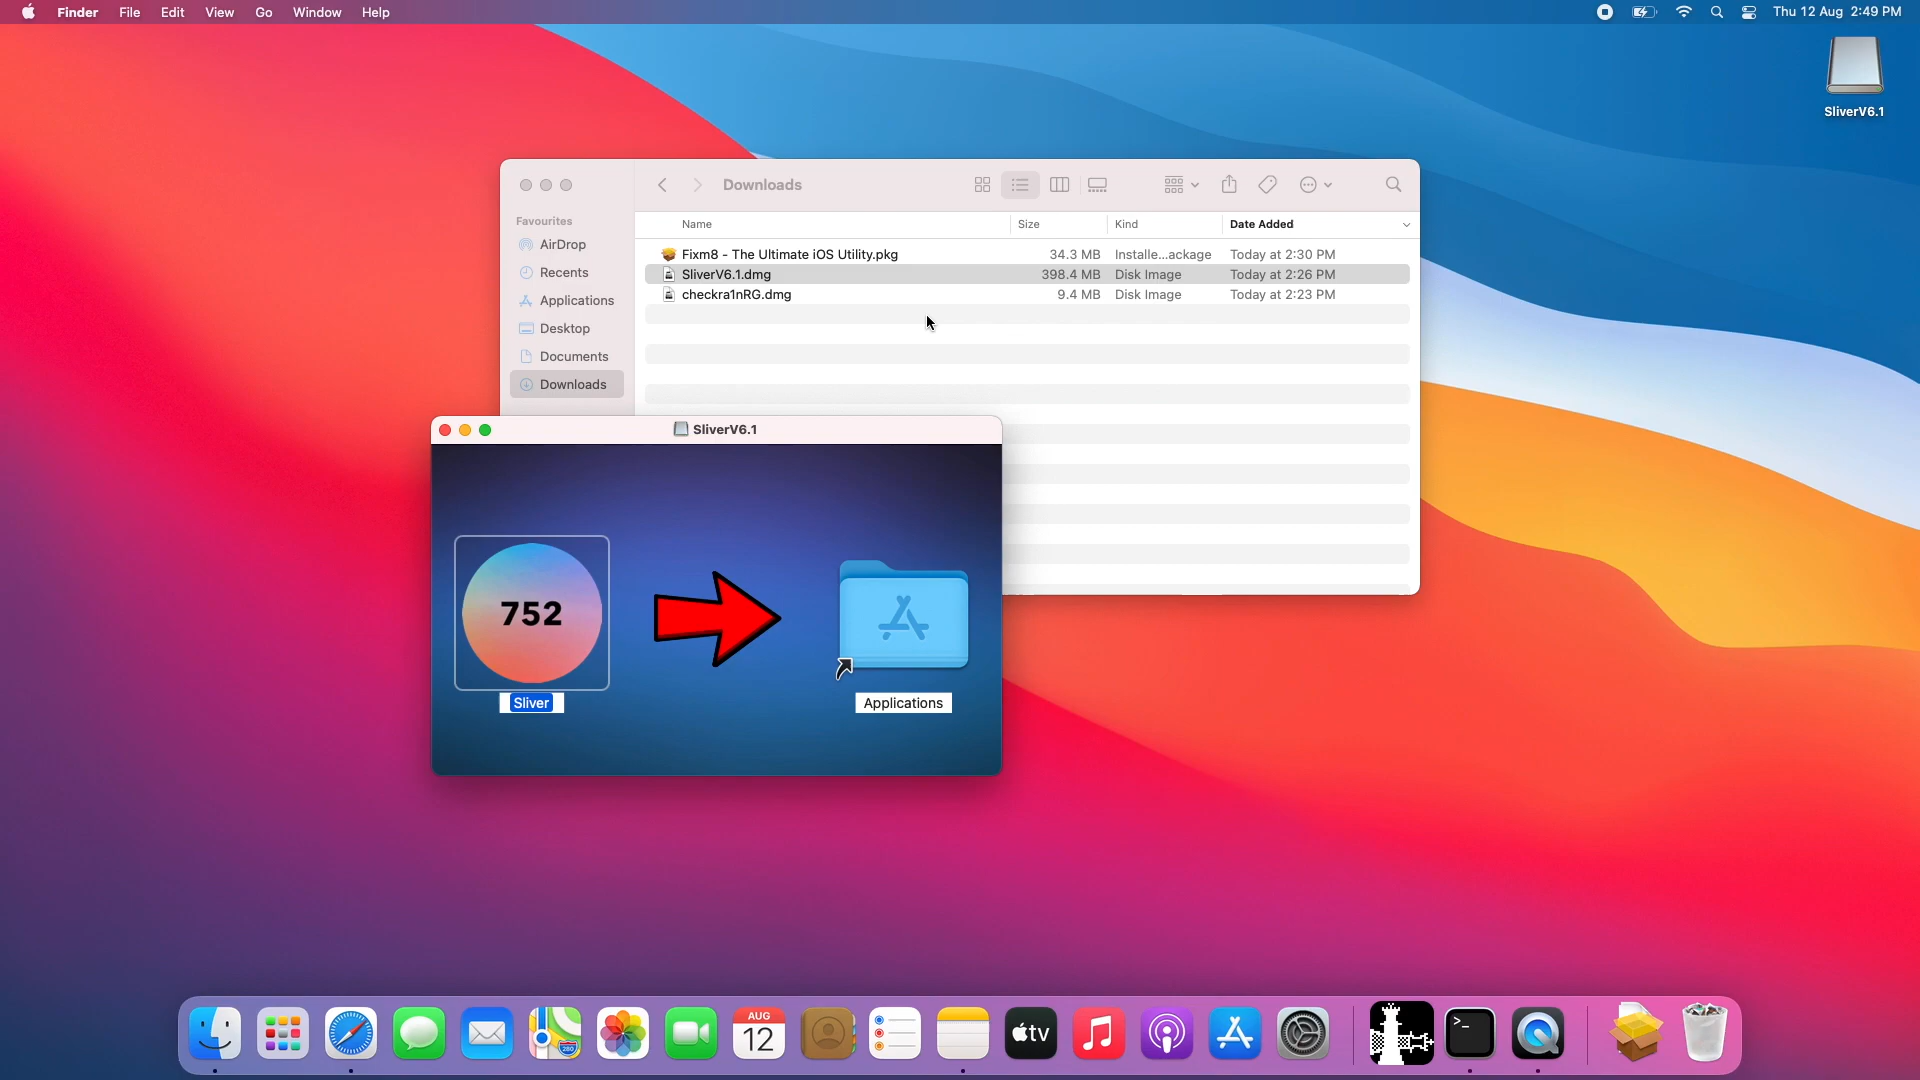 Finder File Edit View Go Window Help Thu 12 Aug 2:49 PM
SliverV6.1
Downloads
Favourites
AirDrop
Recents
Applications
Desktop
Documents
Downloads
Name Size Kind Date Added
Fixm8 - The Ultimate iOS Utility.pkg 34.3 MB Installe...ackage Today at 2:30 PM
SliverV6.1.dmg 398.4 MB Disk Image Today at 2:26 PM
checkra1nRG.dmg 9.4 MB Disk Image Today at 2:23 PM
SliverV6.1
752
Sliver Applications
AUG
12
280
tv
>_